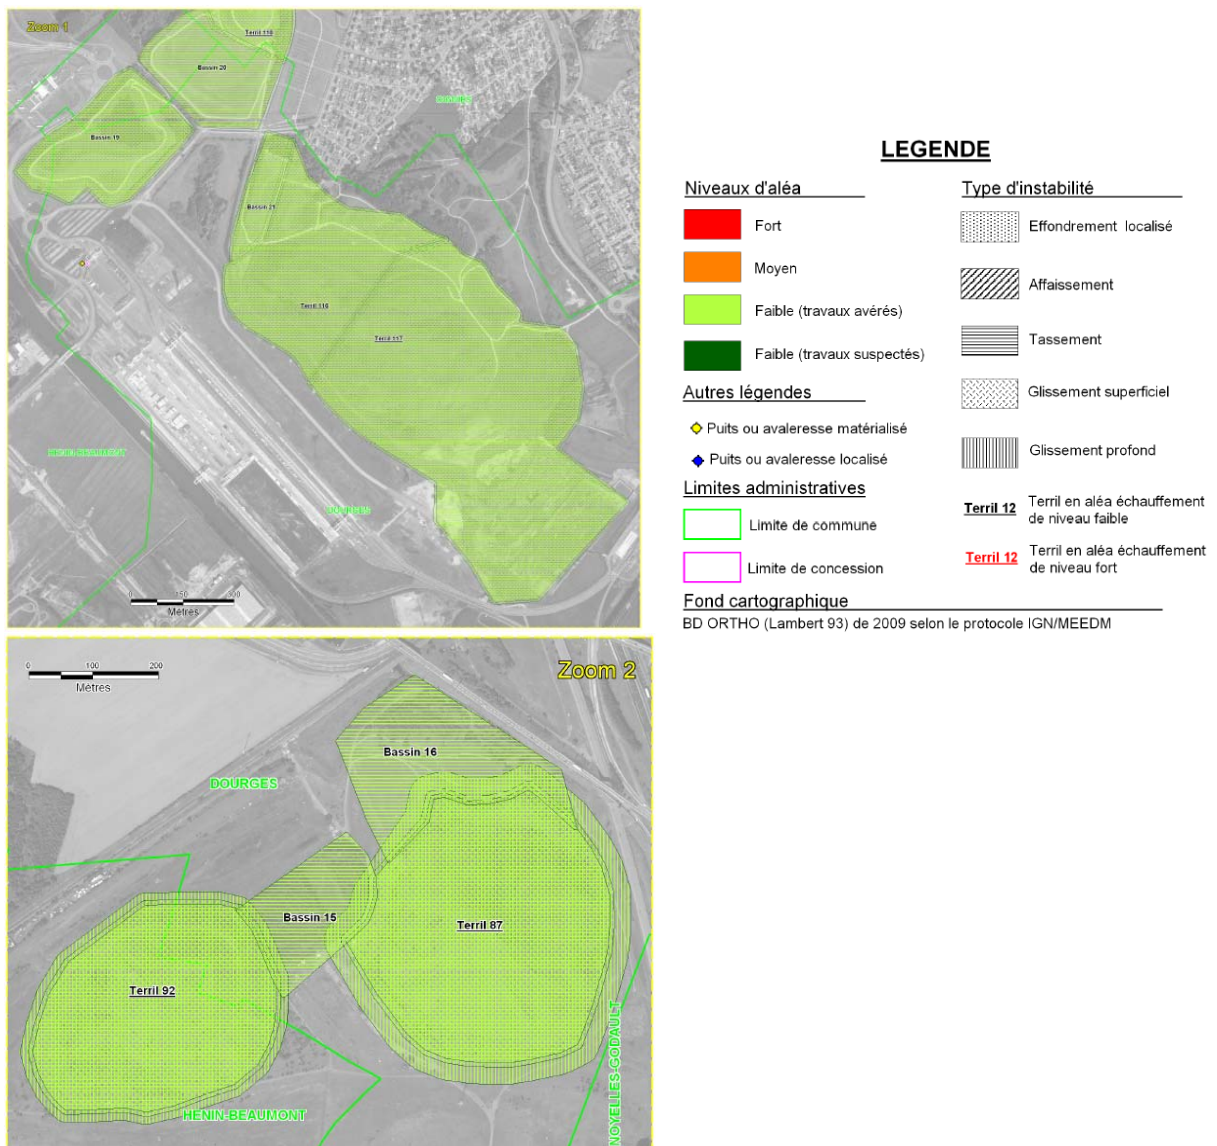 Zoom 1
Terril 110
Bassin 20
Bassin 19
Bassin 21
Terril 116
Terril 117
HENIN-BEAUMONT
DOURGES
0 150 300
Mètres
LEGENDE
Niveaux d'aléa
Fort
Moyen
Faible (travaux avérés)
Faible (travaux suspectés)
Autres légendes
Puits ou avaleresse matérialisé
Puits ou avaleresse localisé
Limites administratives
Limite de commune
Limite de concession
Fond cartographique
BD ORTHO (Lambert 93) de 2009 selon le protocole IGN/MEEDM
Type d'instabilité
Effondrement localisé
Affaissement
Tassement
Glissement superficiel
Glissement profond
Terril 12
Terril en aléa échauffement
de niveau faible
Terril 12
Terril en aléa échauffement
de niveau fort
0 100 200
Mètres
Zoom 2
Bassin 16
DOURGES
Bassin 15
Terril 87
Terril 92
HENIN-BEAUMONT
NOYELLES-GODAULT